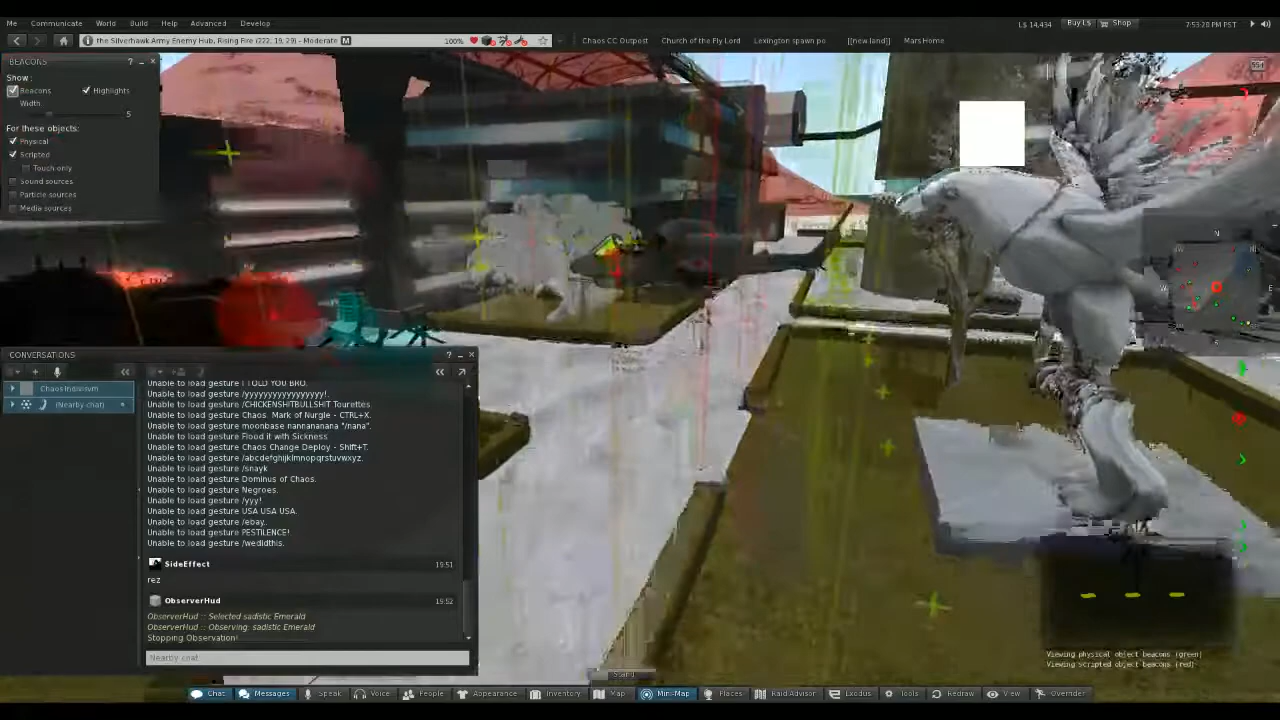 Me Communicate World Build Help Advanced Develop
L$ 14,434 Buy L$ Shop 7:53:20 PM PST
the Silverhawk Army Enemy Hub, Rising Fire (222, 19, 29) - Moderate M 100%
Chaos CC Outpost Church of the Fly Lord Lexington spawn po [[new land]] Mars Home
BEACONS ? _ ×
Show:
Beacons Highlights
Width 5
For these objects:
Physical
Scripted
Touch only
Sound sources
Particle sources
Media sources
N
W E
CONVERSATIONS
(Nearby chat)
Unable to load gesture I TOLD YOU BRO.
Unable to load gesture /yyyyyyyyyyyyyyyy!.
Unable to load gesture /CHICKENSHITBULLSHIT Tourettes
Unable to load gesture Chaos. Mark of Nurgle - CTRL+X.
Unable to load gesture moonbase nannananana "/nana".
Unable to load gesture Flood it with Sickness
Unable to load gesture Chaos Change Deploy - Shift+T.
Unable to load gesture /abcdefghijklmnopqrstuvwxyz.
Unable to load gesture /snayk
Unable to load gesture Dominus of Chaos.
Unable to load gesture Negroes.
Unable to load gesture /yyy!
Unable to load gesture USA USA USA.
Unable to load gesture /ebay..
Unable to load gesture PESTILENCE!
Unable to load gesture /wedidthis.
SideEffect 19:51
rez
ObserverHud 19:52
ObserverHud :: Selected sadistic Emerald
ObserverHud :: Observing: sadistic Emerald
Stopping Observation!
Nearby chat
Stand
Viewing physical object beacons (green)
Viewing scripted object beacons (red)
Chat Messages Speak Voice People Appearance Inventory Map Mini-Map Places Raid Advisor Exodus Tools Redraw View Overrider